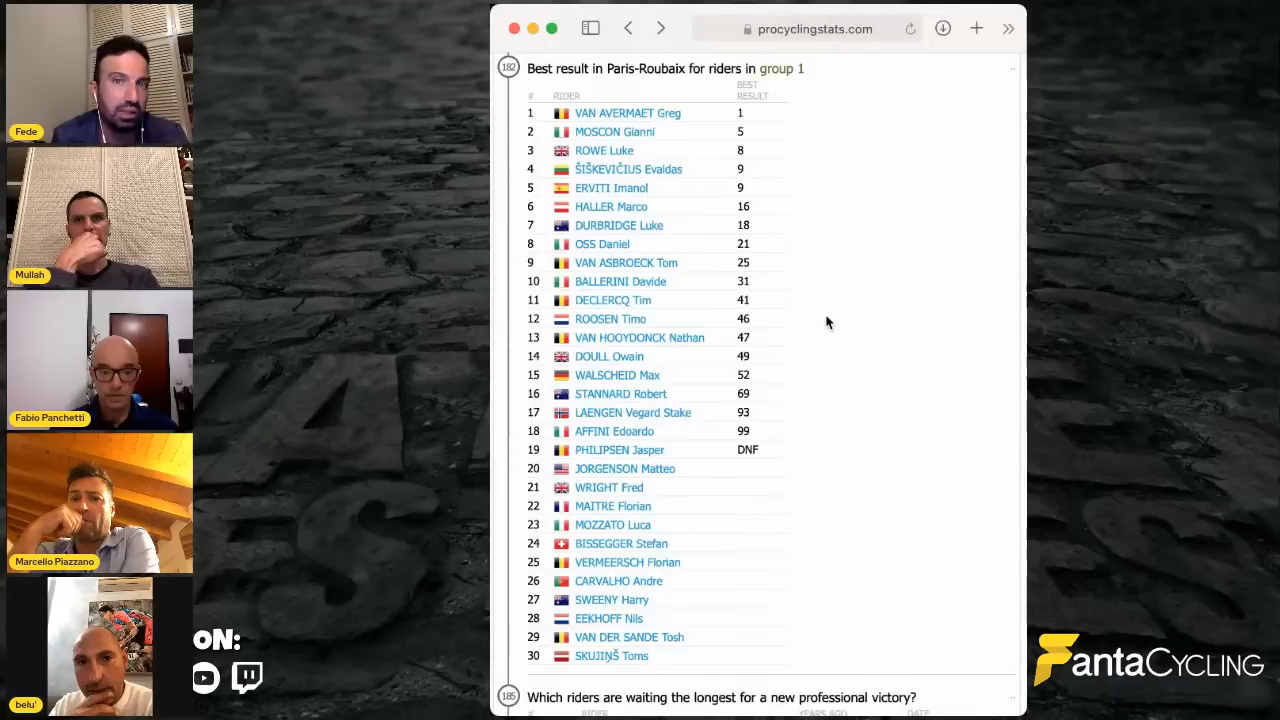 Fede
Mullah
Fabio Panchetti
Marcello Piazzano
belu'
ON:
procyclingstats.com
182 Best result in Paris-Roubaix for riders in group 1
# RIDER BEST RESULT
1 VAN AVERMAET Greg 1
2 MOSCON Gianni 5
3 ROWE Luke 8
4 ŠIŠKEVIČIUS Evaldas 9
5 ERVITI Imanol 9
6 HALLER Marco 16
7 DURBRIDGE Luke 18
8 OSS Daniel 21
9 VAN ASBROECK Tom 25
10 BALLERINI Davide 31
11 DECLERCQ Tim 41
12 ROOSEN Timo 46
13 VAN HOOYDONCK Nathan 47
14 DOULL Owain 49
15 WALSCHEID Max 52
16 STANNARD Robert 69
17 LAENGEN Vegard Stake 93
18 AFFINI Edoardo 99
19 PHILIPSEN Jasper DNF
20 JORGENSON Matteo
21 WRIGHT Fred
22 MAITRE Florian
23 MOZZATO Luca
24 BISSEGGER Stefan
25 VERMEERSCH Florian
26 CARVALHO Andre
27 SWEENY Harry
28 EEKHOFF Nils
29 VAN DER SANDE Tosh
30 SKUJIŅŠ Toms
185 Which riders are waiting the longest for a new professional victory?
# RIDER YEARS AGO DATE
FantaCYCLING